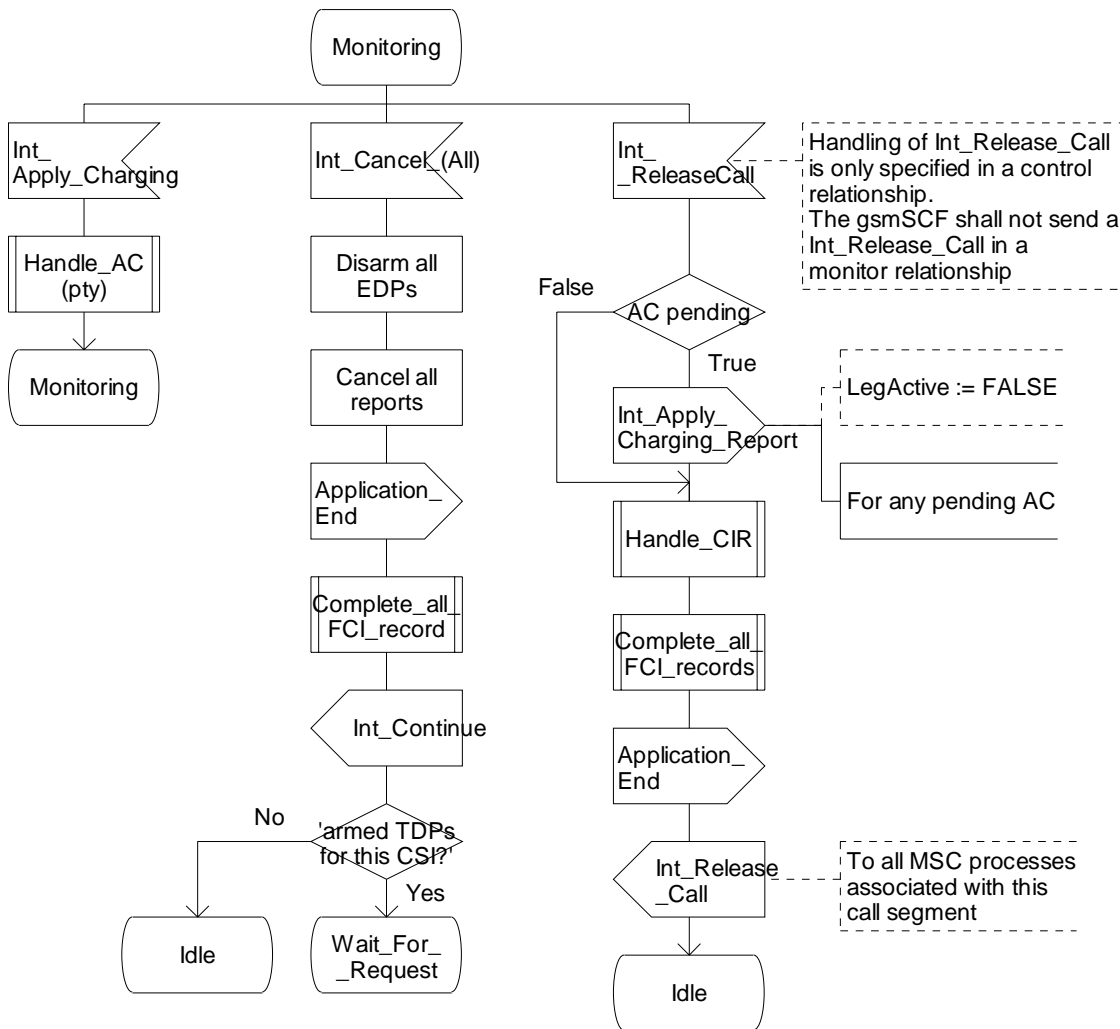 Monitoring
Int_
Apply_Charging
Handle_AC
(pty)
Monitoring
Int_Cancel_(All)
Disarm all
EDPs
Cancel all
reports
Application_
End
Complete_all_
FCI_record
Int_Continue
'armed TDPs
for this CSI?'
No
Yes
Idle
Wait_For_
_Request
Int_
_ReleaseCall
Handling of Int_Release_Call
is only specified in a control
relationship.
The gsmSCF shall not send a
Int_Release_Call in a
monitor relationship
AC pending
False
True
Int_Apply_
Charging_Report
LegActive := FALSE
For any pending AC
Handle_CIR
Complete_all_
FCI_records
Application_
End
Int_Release
_Call
To all MSC processes
associated with this
call segment
Idle